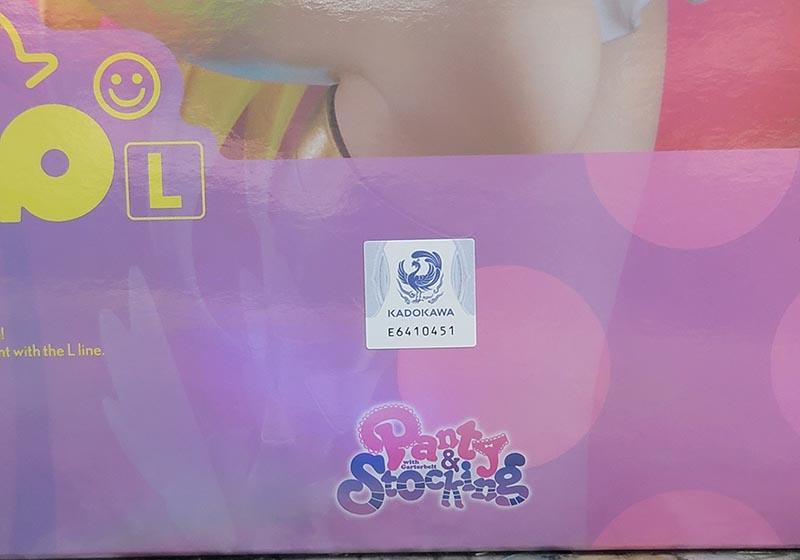 L
!
nt with the L line.
KADOKAWA
E6410451
Panty
with
Garterbelt
&
Stocking